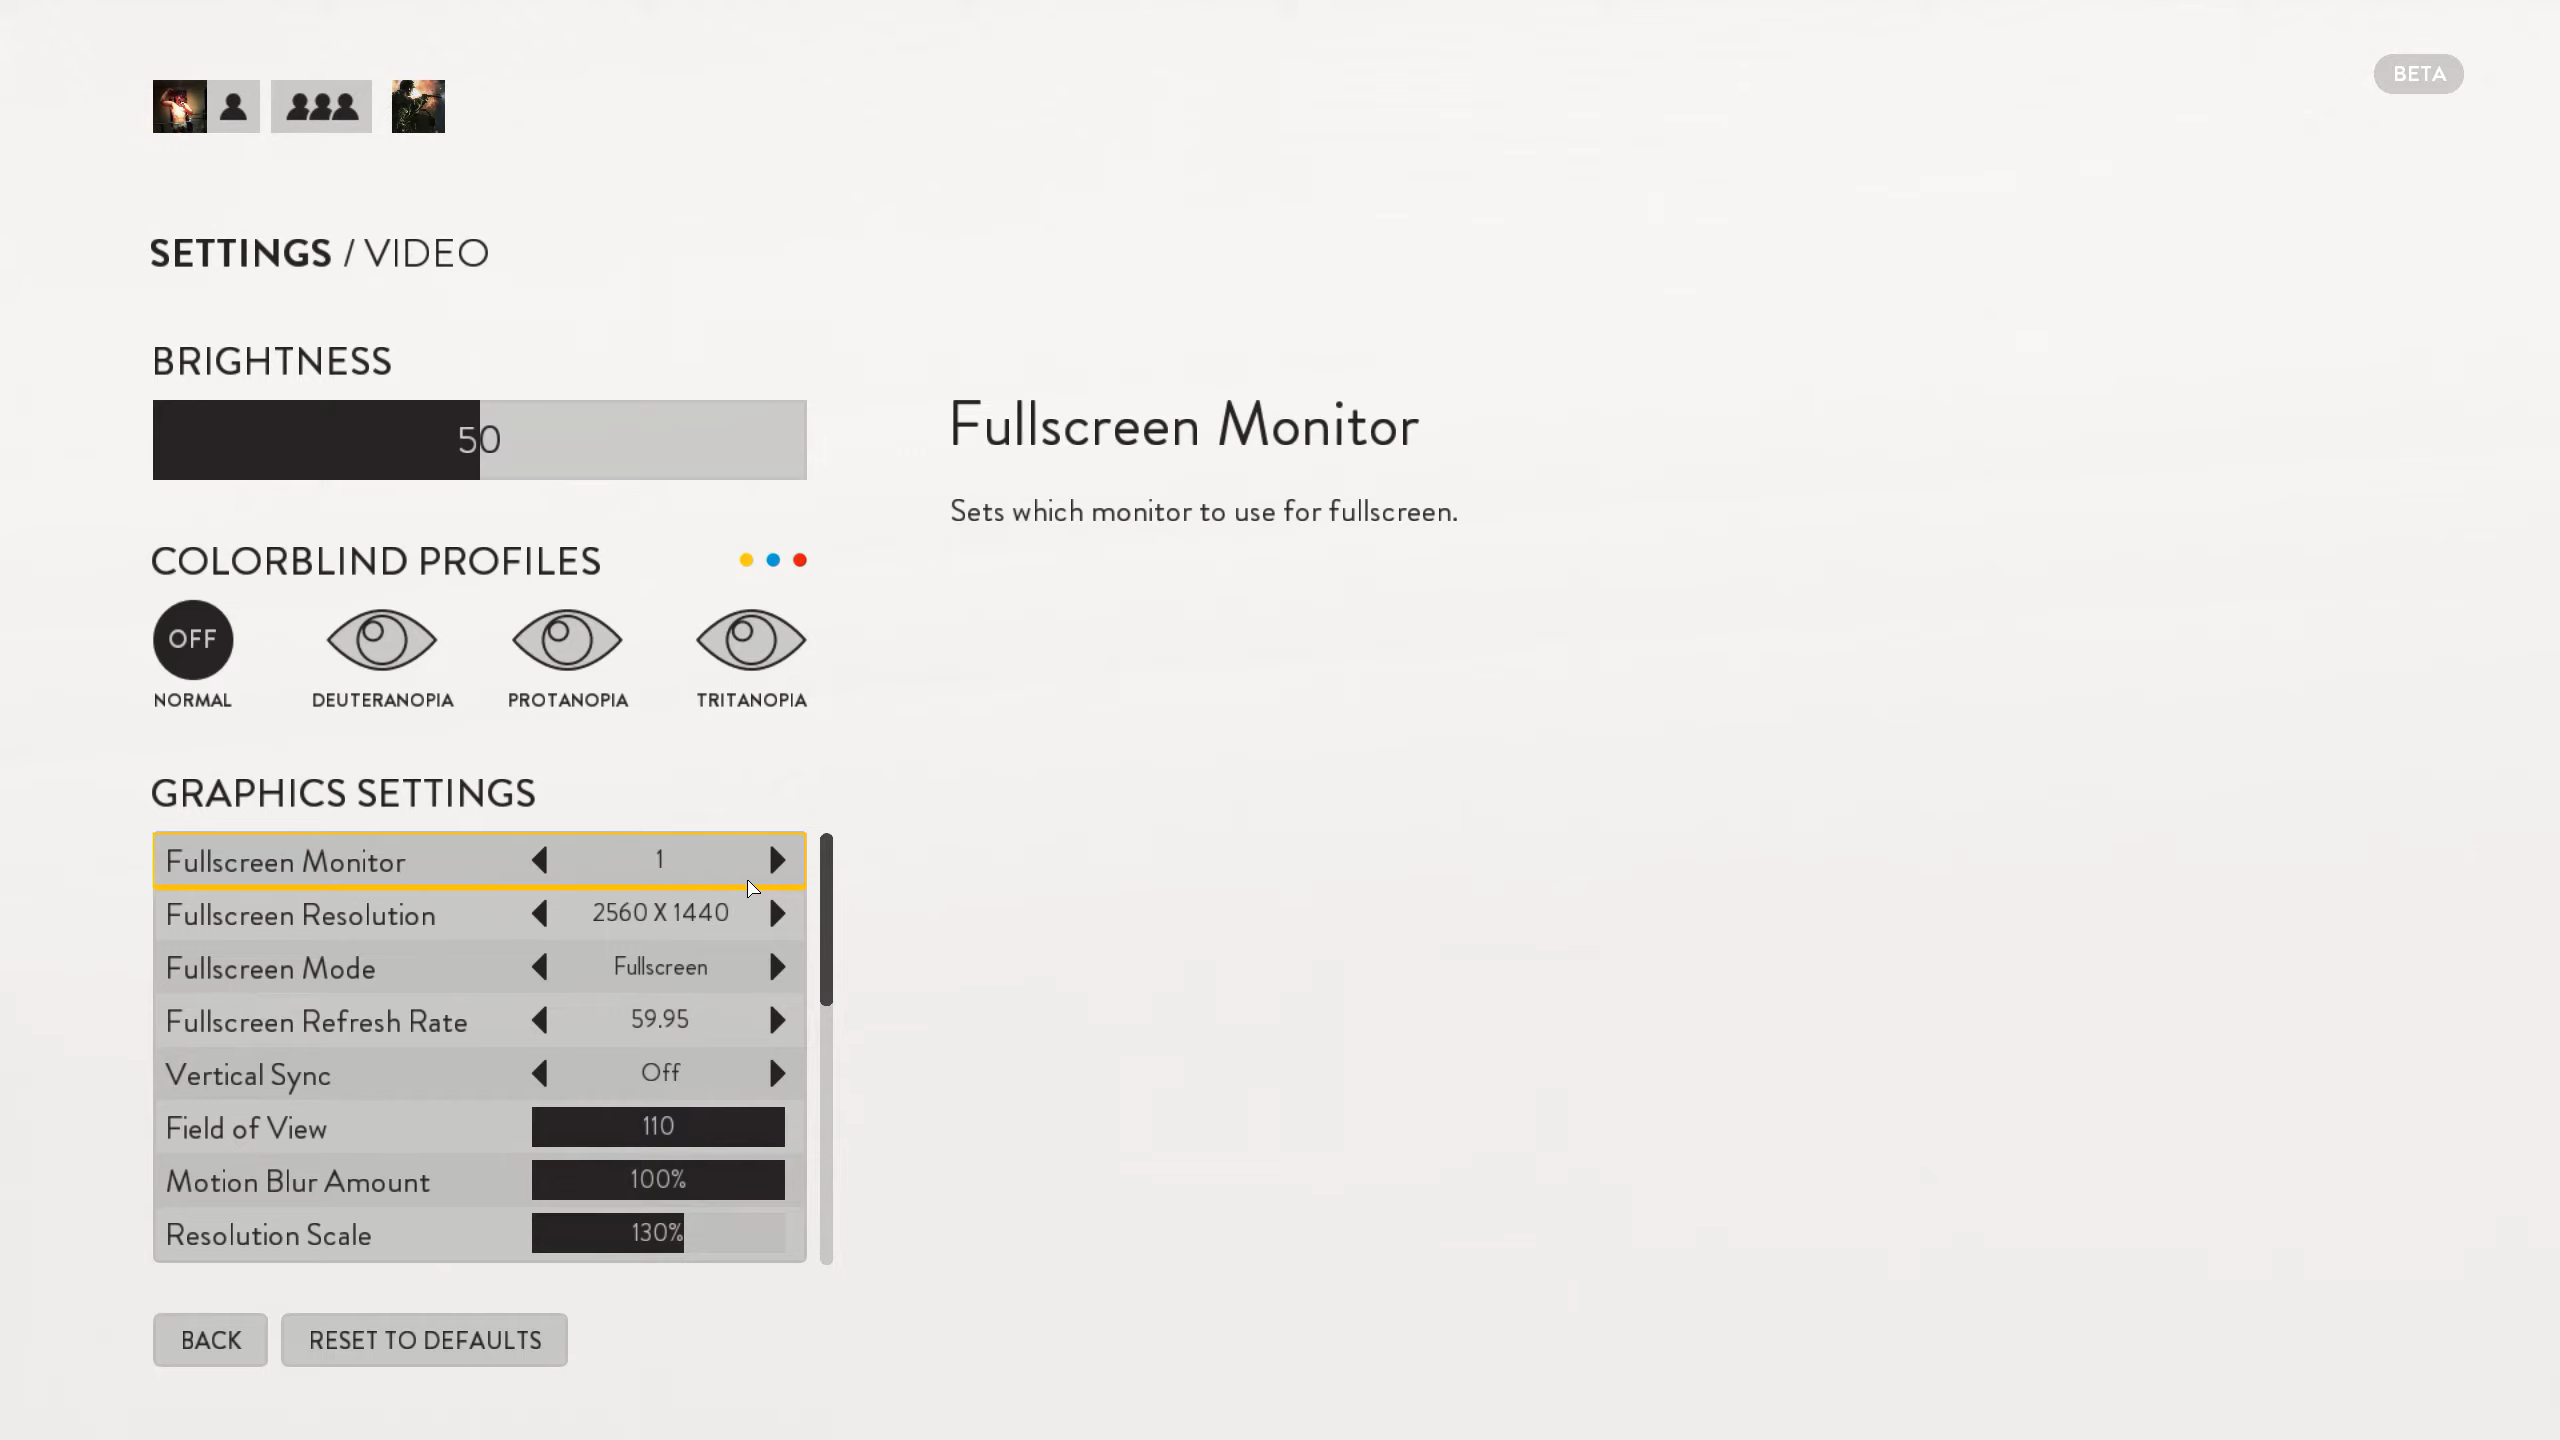 BETA
SETTINGS / VIDEO
BRIGHTNESS
50
COLORBLIND PROFILES
OFF
NORMAL DEUTERANOPIA PROTANOPIA TRITANOPIA
GRAPHICS SETTINGS
Fullscreen Monitor 1
Fullscreen Resolution 2560 X 1440
Fullscreen Mode Fullscreen
Fullscreen Refresh Rate 59.95
Vertical Sync Off
Field of View 110
Motion Blur Amount 100%
Resolution Scale 130%
BACK RESET TO DEFAULTS
Fullscreen Monitor
Sets which monitor to use for fullscreen.